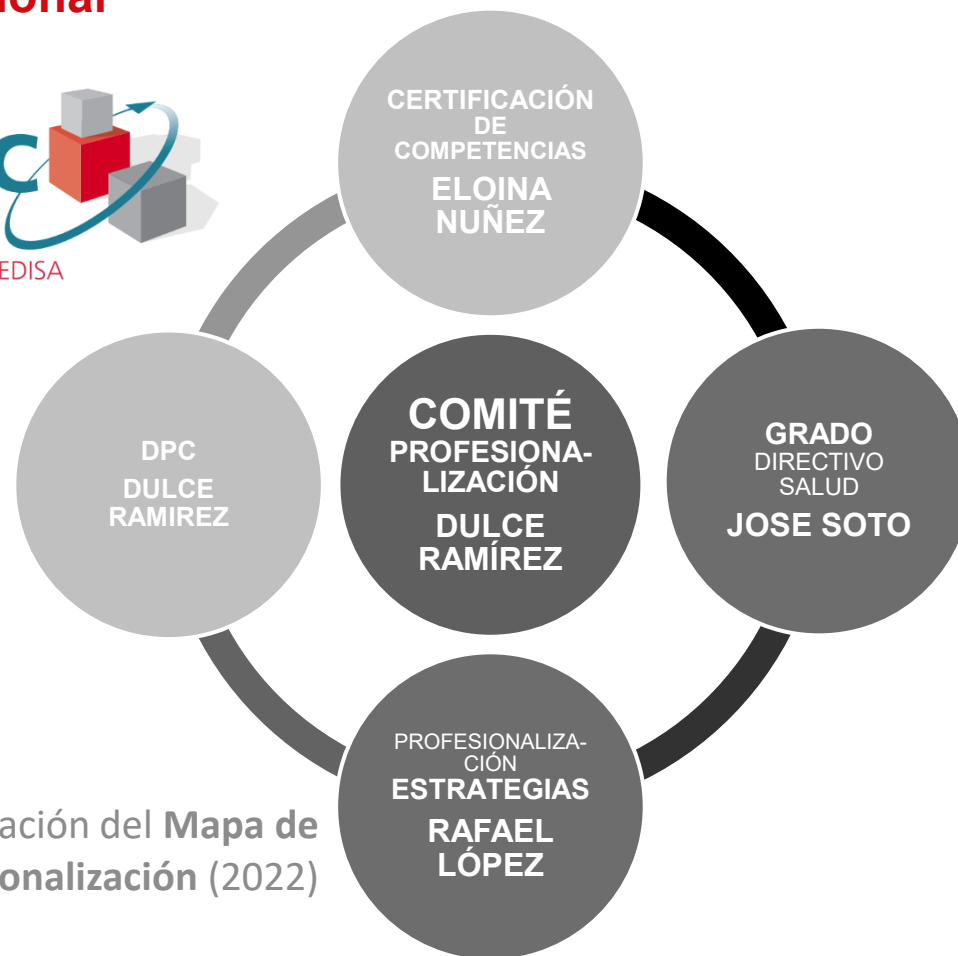 CERTIFICACIÓN
DE
COMPETENCIAS
ELOINA
NUÑEZ
C
EDISA
DPC
DULCE
RAMIREZ
COMITÉ
PROFESIONA-
LIZACIÓN
DULCE
RAMÍREZ
GRADO
DIRECTIVO
SALUD
JOSE SOTO
PROFESIONALIZA-
CIÓN
ESTRATEGIAS
RAFAEL
LÓPEZ
ación del Mapa de
onalización (2022)